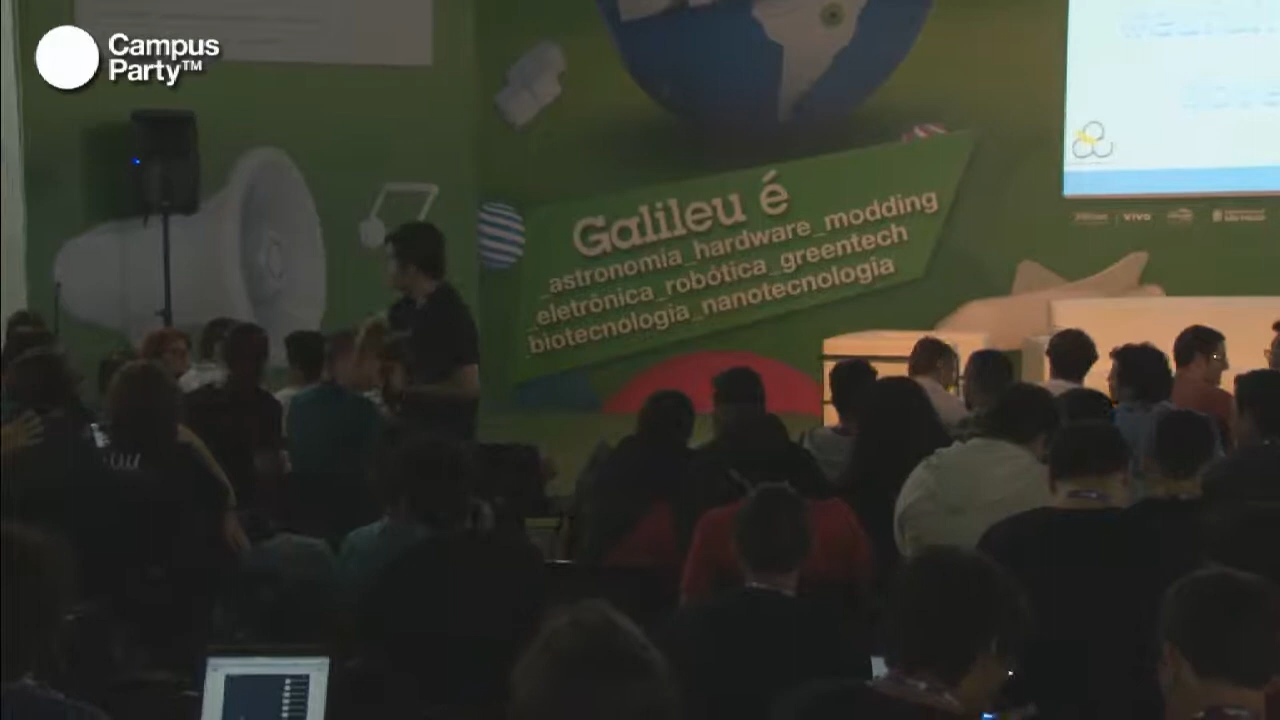 Campus
Party™
Galileu é
_astronomia_hardware_modding
_eletrônica_robótica_greentech
_biotecnologia_nanotecnologia
vivo